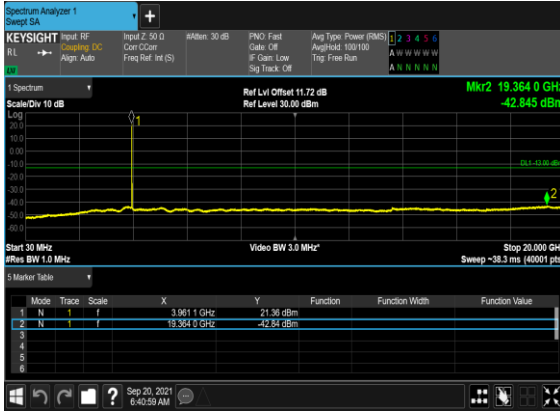 Spectrum Analyzer 1
Swept SA
+
KEYSIGHT Input: RF Input Z: 50 Ω #Atten: 30 dB PNO: Fast Avg Type: Power (RMS) 1 2 3 4 5 6
RL Coupling: DC Corr CCorr Gate: Off Avg|Hold: 100/100 A W W W W W
Align: Auto Freq Ref: Int (S) IF Gain: Low Trig: Free Run
Sig Track: Off A N N N N N
1 Spectrum Ref Lvl Offset 11.72 dB Mkr2 19.364 0 GHz
Scale/Div 10 dB Ref Level 30.00 dBm -42.845 dBm
Log
20.0
10.0
0.00
-10.0
-20.0
-30.0
-40.0
-50.0
-60.0
1
DL1 -13.00 dBm
2
Start 30 MHz Video BW 3.0 MHz* Stop 20.000 GH
#Res BW 1.0 MHz Sweep ~38.3 ms (40001 pts
5 Marker Table
Mode Trace Scale X Y Function Function Width Function Value
1 N 1 f 3.961 1 GHz 21.36 dBm
2 N 1 f 19.364 0 GHz -42.84 dBm
3
4
5
6
? Sep 20, 2021
6:40:59 AM